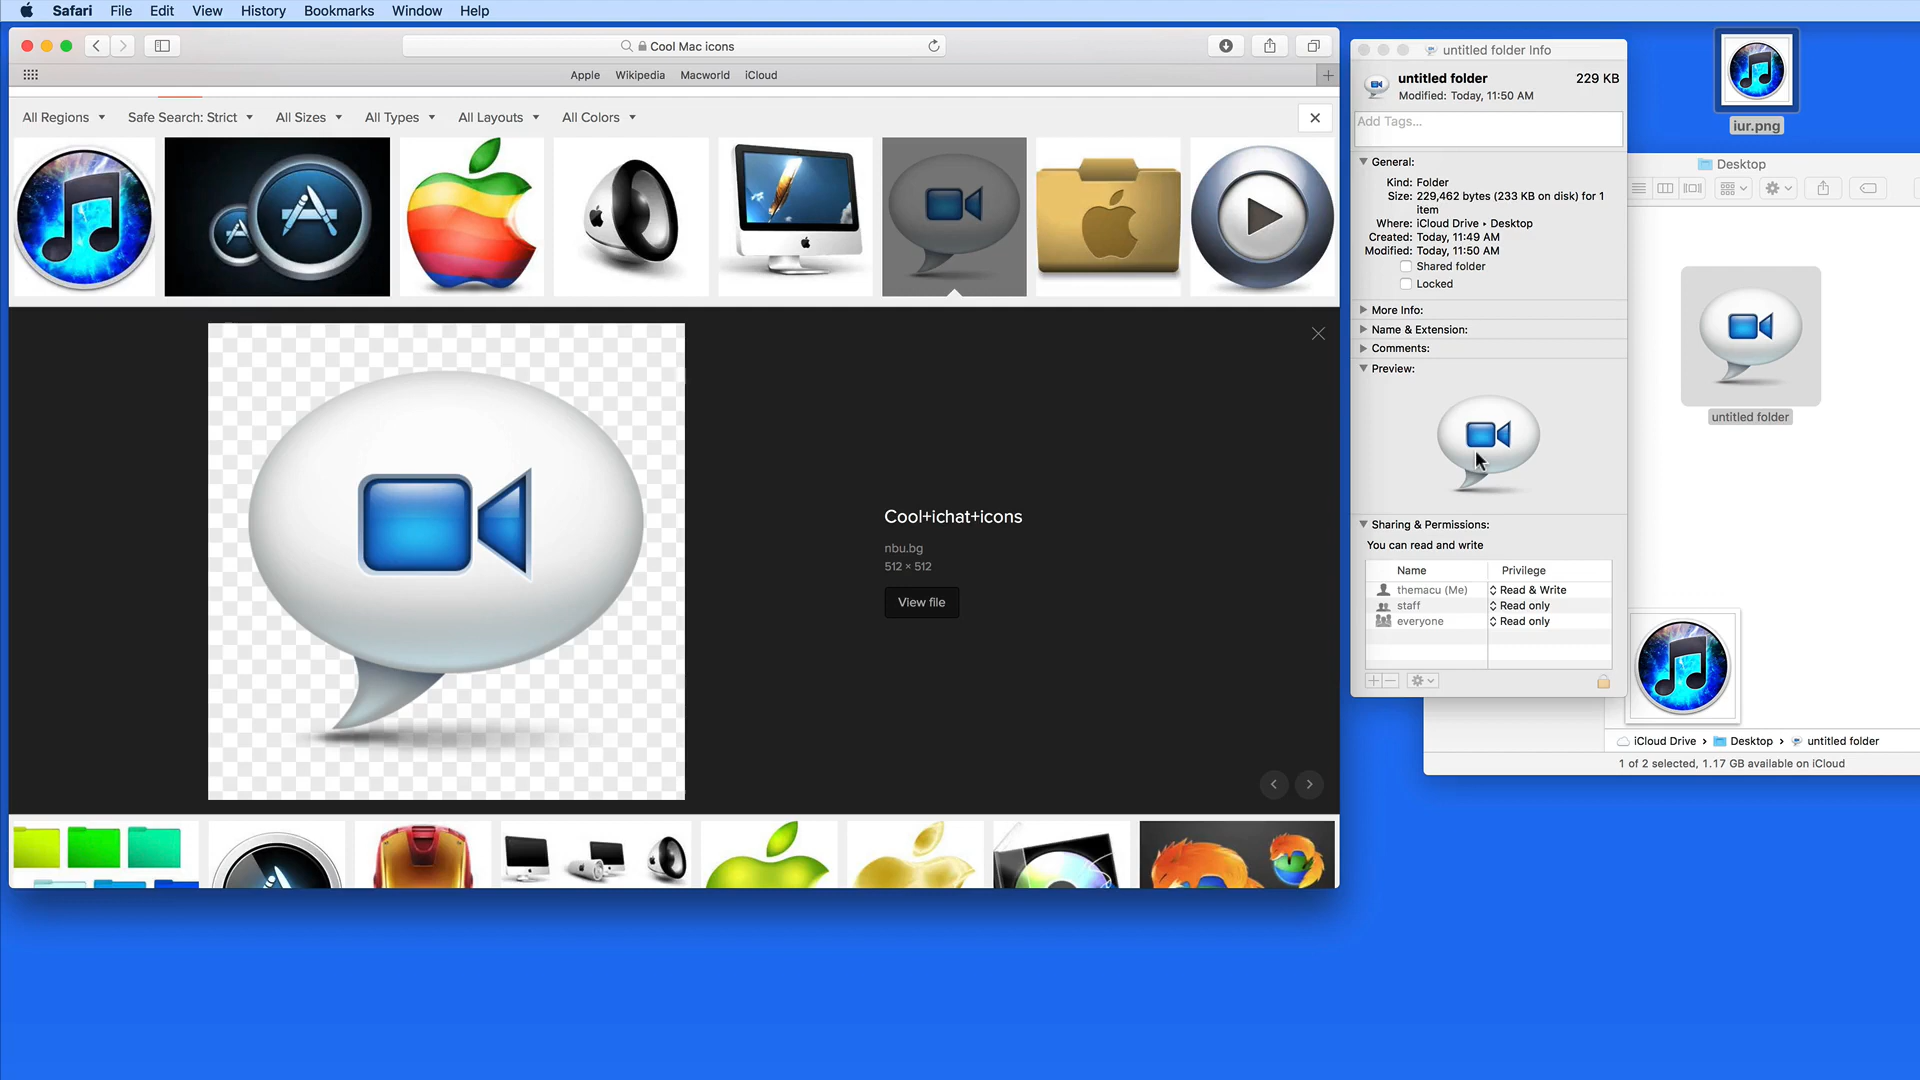 Safari File Edit View History Bookmarks Window Help
Cool Mac icons
Apple Wikipedia Macworld iCloud
All Regions Safe Search: Strict All Sizes All Types All Layouts All Colors
Cool+ichat+icons
nbu.bg
512 × 512
View file
untitled folder Info
untitled folder 229 KB
Modified: Today, 11:50 AM
Add Tags...
General:
Kind: Folder
Size: 229,462 bytes (233 KB on disk) for 1
item
Where: iCloud Drive ▸ Desktop
Created: Today, 11:49 AM
Modified: Today, 11:50 AM
Shared folder
Locked
More Info:
Name & Extension:
Comments:
Preview:
Sharing & Permissions:
You can read and write
Name Privilege
themacu (Me) Read & Write
staff Read only
everyone Read only
iur.png
Desktop
untitled folder
iCloud Drive › Desktop › untitled folder
1 of 2 selected, 1.17 GB available on iCloud